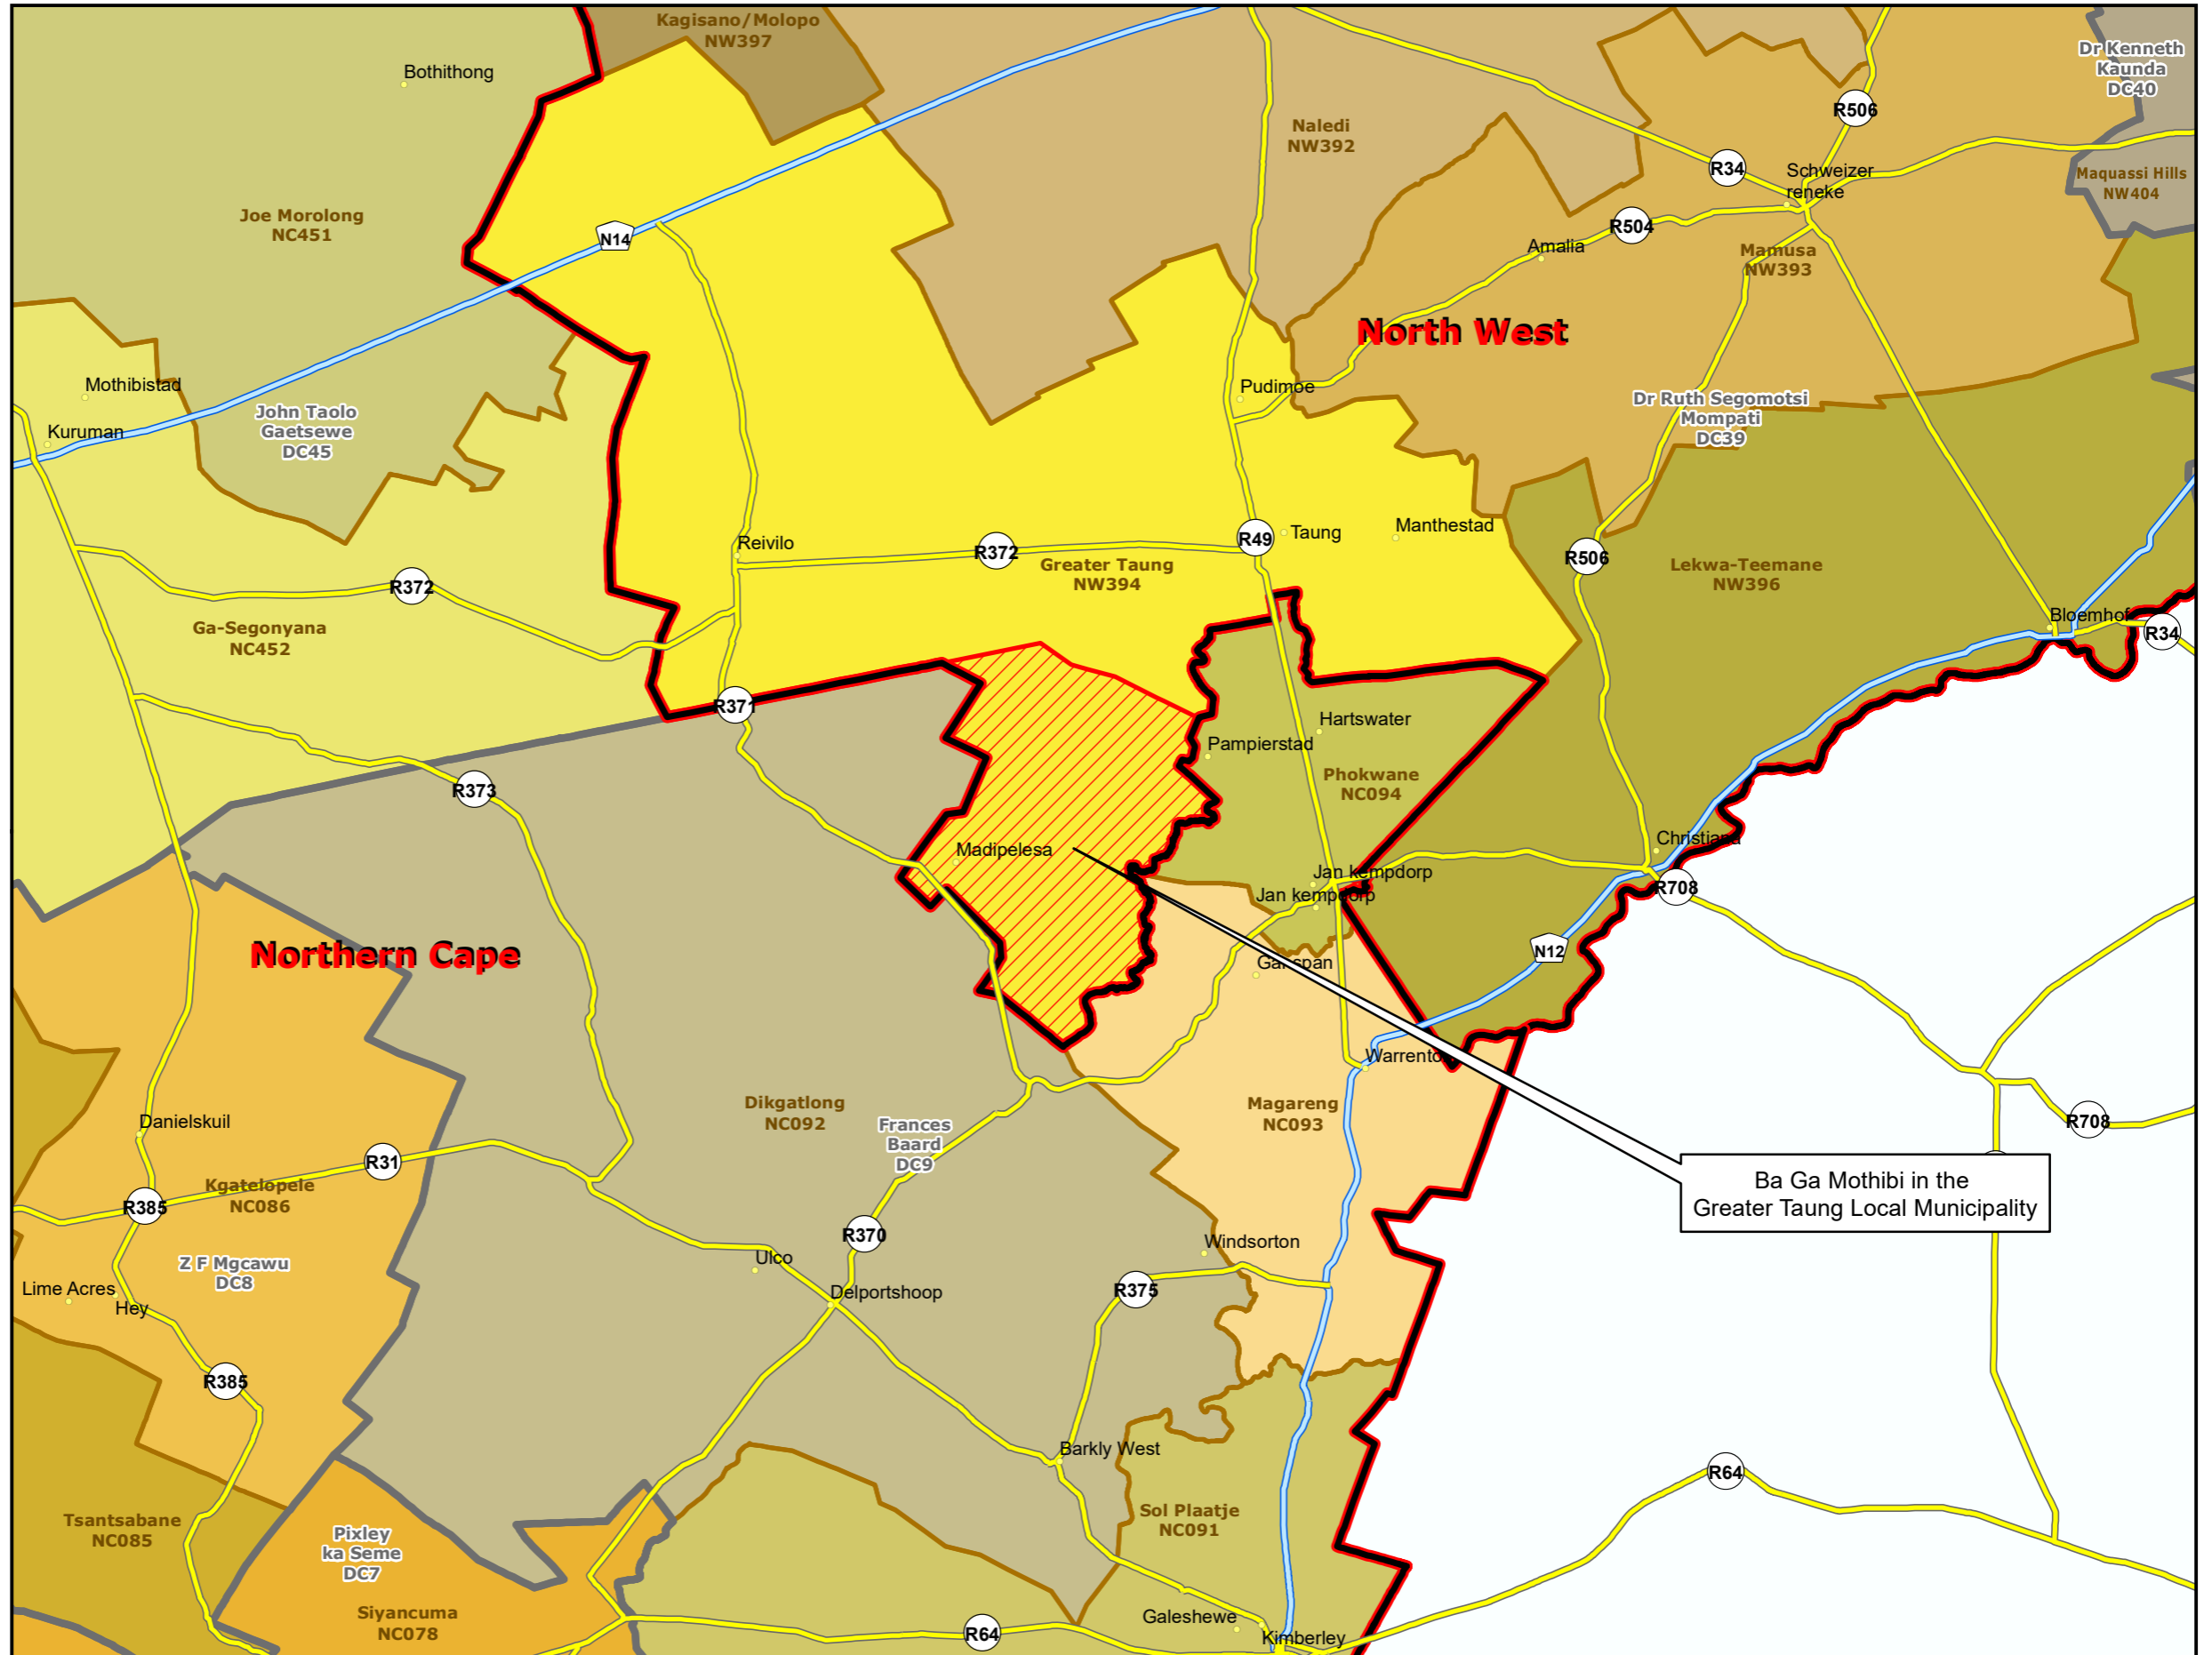 Kagisano/Molopo
NW397
Dr Kenneth
Kaunda
DC40
Bothithong
R506
Naledi
NW392
R34
Schweizer
reneke
Maquassi Hills
NW404
Joe Morolong
NC451
N14
R504
Amalia
Mamusa
NW393
North West
Mothibistad
Pudimoe
John Taolo
Gaetsewe
DC45
Dr Ruth Segomotsi
Mompati
DC39
Kuruman
Reivilo
R372
R49
Taung
Manthestad
R506
Greater Taung
NW394
Lekwa-Teemane
NW396
R372
Bloemhof
R34
Ga-Segonyana
NC452
R371
Hartswater
Pampierstad
Phokwane
NC094
R373
Madipelesa
Christiana
Jan kempdorp
Jan kempdorp
R708
Northern Cape
N12
Ganspan
Warrenton
Dikgatlong
NC092
Magareng
NC093
Frances
Baard
DC9
Danielskuil
R708
R31
Kgatelopele
NC086
R385
Ba Ga Mothibi in the
Greater Taung Local Municipality
R370
Windsorton
Ulco
Z F Mgcawu
DC8
Lime Acres
Hey
Delportshoop
R375
R385
Barkly West
R64
Tsantsabane
NC085
Sol Plaatje
NC091
Pixley
ka Seme
DC7
Siyancuma
NC078
Galeshewe
R64
Kimberley